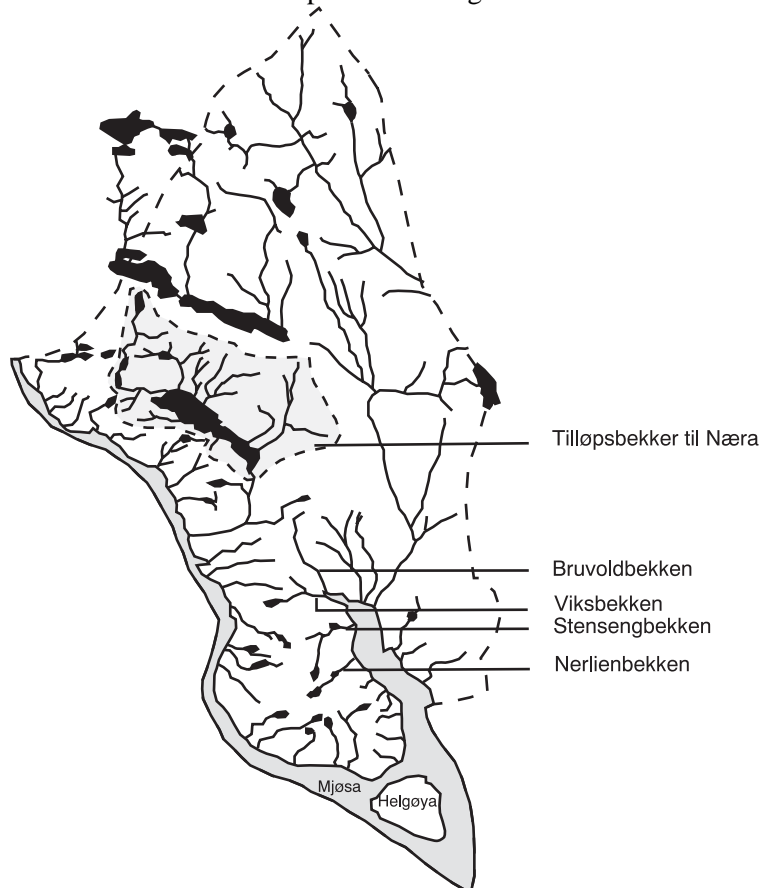 Tilløpsbekker til Næra
Bruvoldbekken
Viksbekken
Stensengbekken
Nerlienbekken
Mjøsa
Helgøya